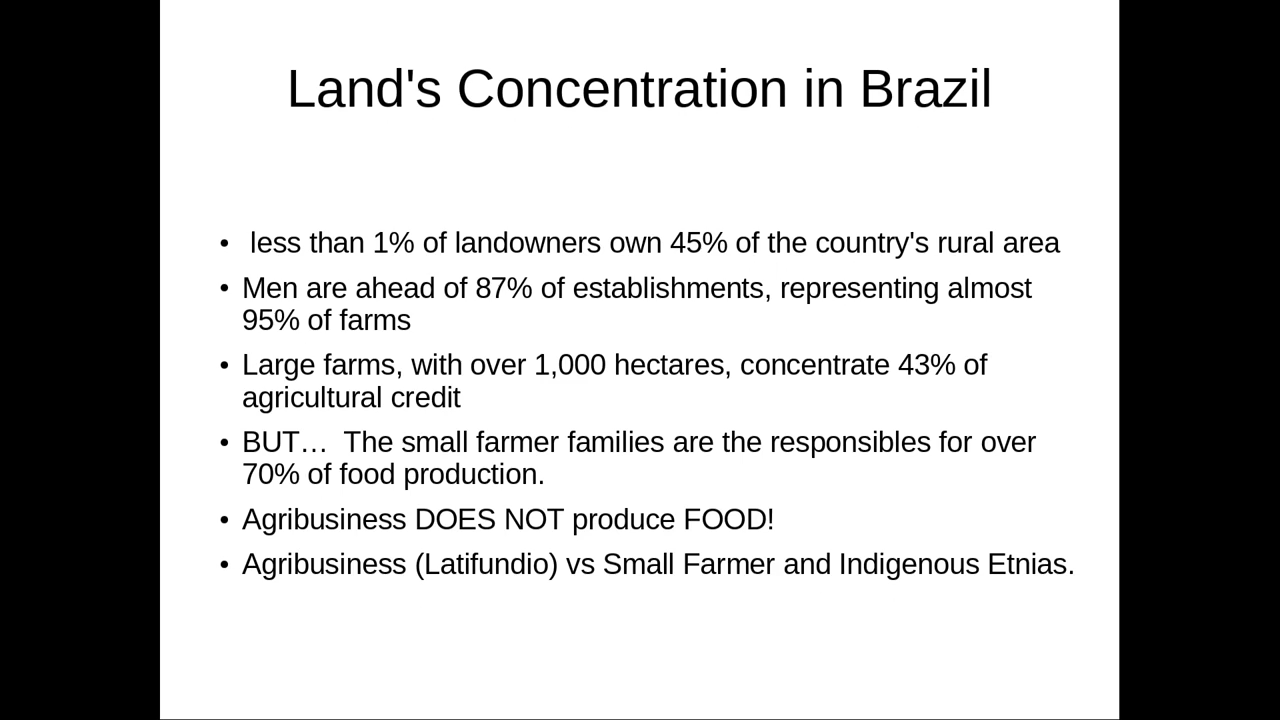 Land's Concentration in Brazil
• less than 1% of landowners own 45% of the country's rural area
• Men are ahead of 87% of establishments, representing almost
95% of farms
• Large farms, with over 1,000 hectares, concentrate 43% of
agricultural credit
• BUT… The small farmer families are the responsibles for over
70% of food production.
• Agribusiness DOES NOT produce FOOD!
• Agribusiness (Latifundio) vs Small Farmer and Indigenous Etnias.